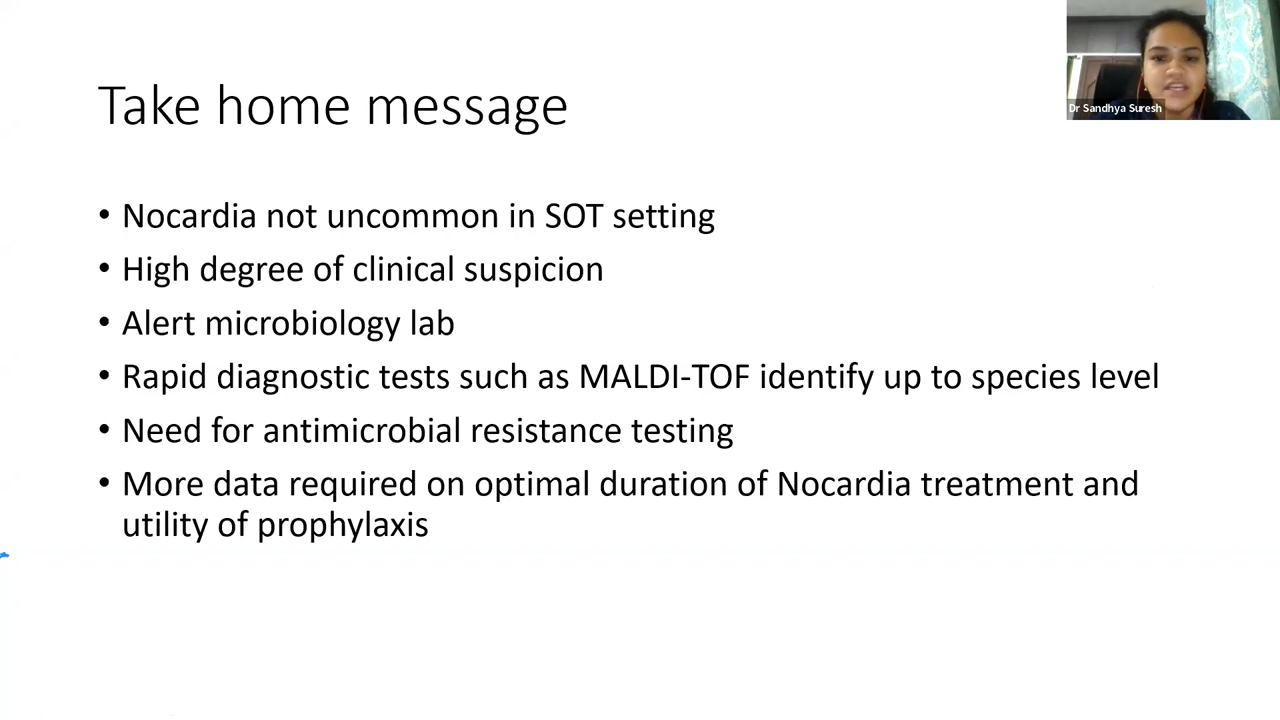 Take home message
Dr Sandhya Suresh
• Nocardia not uncommon in SOT setting
• High degree of clinical suspicion
• Alert microbiology lab
• Rapid diagnostic tests such as MALDI-TOF identify up to species level
• Need for antimicrobial resistance testing
• More data required on optimal duration of Nocardia treatment and
utility of prophylaxis